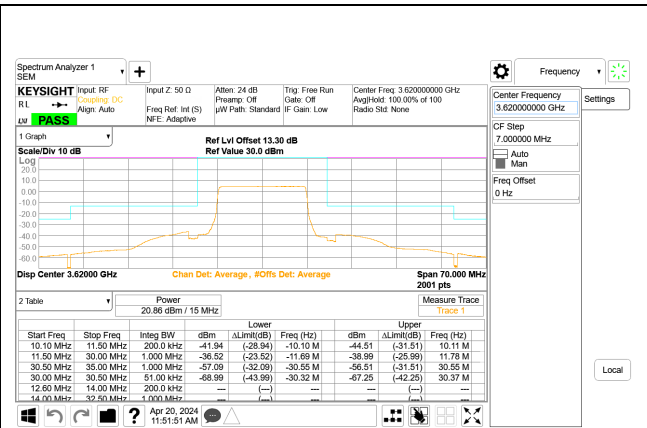 Spectrum Analyzer 1
SEM
Frequency
KEYSIGHT Input: RF Input Z: 50 Ω Atten: 24 dB Trig: Free Run Center Freq: 3.620000000 GHz
R L Coupling: DC Preamp: Off Gate: Off Avg|Hold: 100.00% of 100
Align: Auto Freq Ref: Int (S) µW Path: Standard IF Gain: Low Radio Std: None
NFE: Adaptive
LXI PASS
Center Frequency
3.620000000 GHz
Settings
CF Step
7.000000 MHz
Auto
Man
Freq Offset
0 Hz
1 Graph
Ref Lvl Offset 13.30 dB
Scale/Div 10 dB Ref Value 30.0 dBm
Log
20.0
10.0
0.00
-10.0
-20.0
-30.0
-40.0
-50.0
-60.0
Disp Center 3.62000 GHz Chan Det: Average, #Offs Det: Average Span 70.000 MHz
2001 pts
2 Table
Power
20.86 dBm / 15 MHz
Measure Trace
Trace 1
Lower Upper
Start Freq Stop Freq Integ BW dBm ΔLimit(dB) Freq (Hz) dBm ΔLimit(dB) Freq (Hz)
10.10 MHz 11.50 MHz 200.0 kHz -41.94 (-28.94) -10.10 M -44.51 (-31.51) 10.11 M
11.50 MHz 30.00 MHz 1.000 MHz -36.52 (-23.52) -11.69 M -38.99 (-25.99) 11.78 M
30.50 MHz 35.00 MHz 1.000 MHz -57.09 (-32.09) -30.55 M -56.51 (-31.51) 30.55 M
30.00 MHz 30.50 MHz 51.00 kHz -68.99 (-43.99) -30.32 M -67.25 (-42.25) 30.37 M
12.60 MHz 14.00 MHz 200.0 kHz --- (---) --- --- (---) ---
14.00 MHz 32.50 MHz 1.000 MHz --- (---) --- --- (---) ---
Local
? Apr 20, 2024
11:51:51 AM